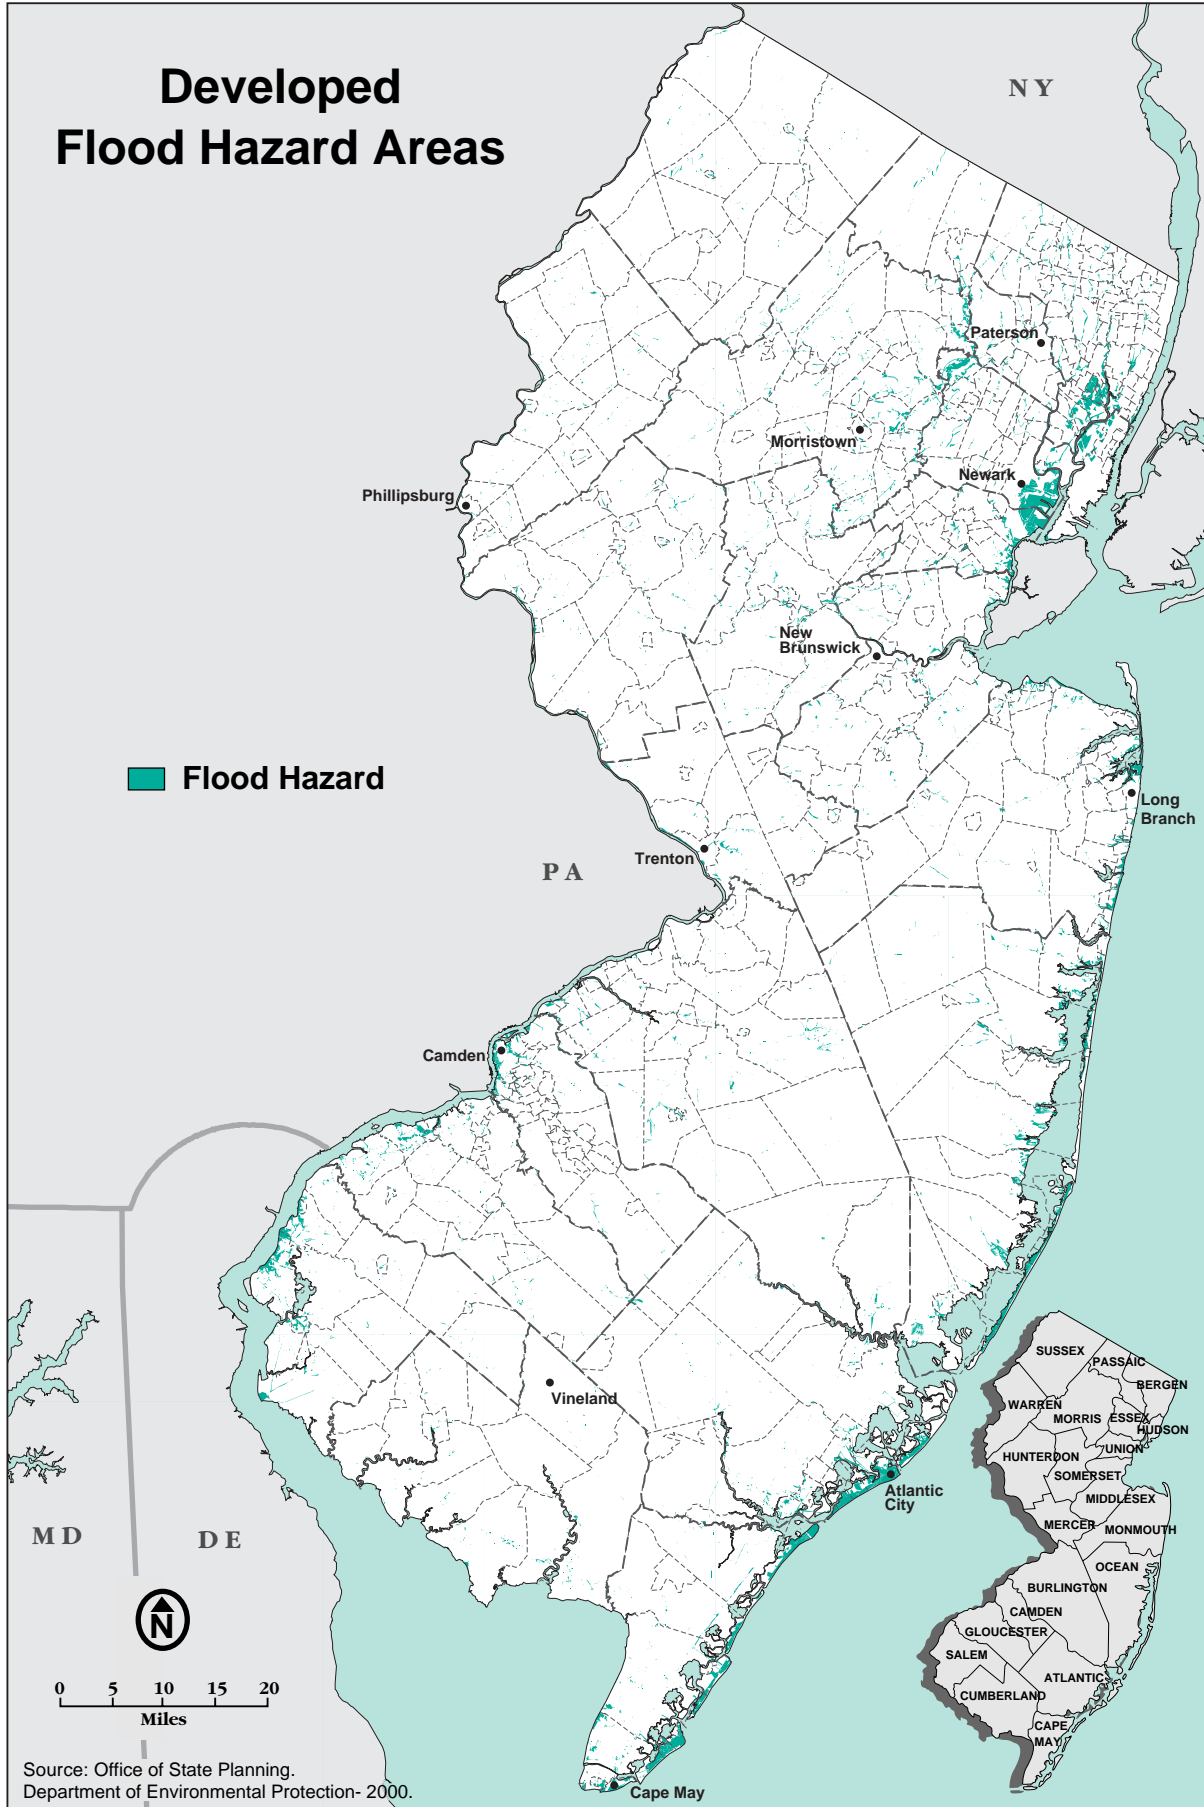 Developed
Flood Hazard Areas
NY
Paterson
Morristown
Newark
Phillipsburg
New
Brunswick
Flood Hazard
Long
Branch
Trenton
PA
Camden
Vineland
Atlantic
City
MD
DE
N
0 5 10 15 20
Miles
Cape May
Source: Office of State Planning.
Department of Environmental Protection- 2000.
SUSSEX
PASSAIC
BERGEN
WARREN
MORRIS
ESSEX
HUDSON
UNION
HUNTERDON
SOMERSET
MIDDLESEX
MERCER
MONMOUTH
OCEAN
BURLINGTON
CAMDEN
GLOUCESTER
SALEM
ATLANTIC
CUMBERLAND
CAPE
MAY